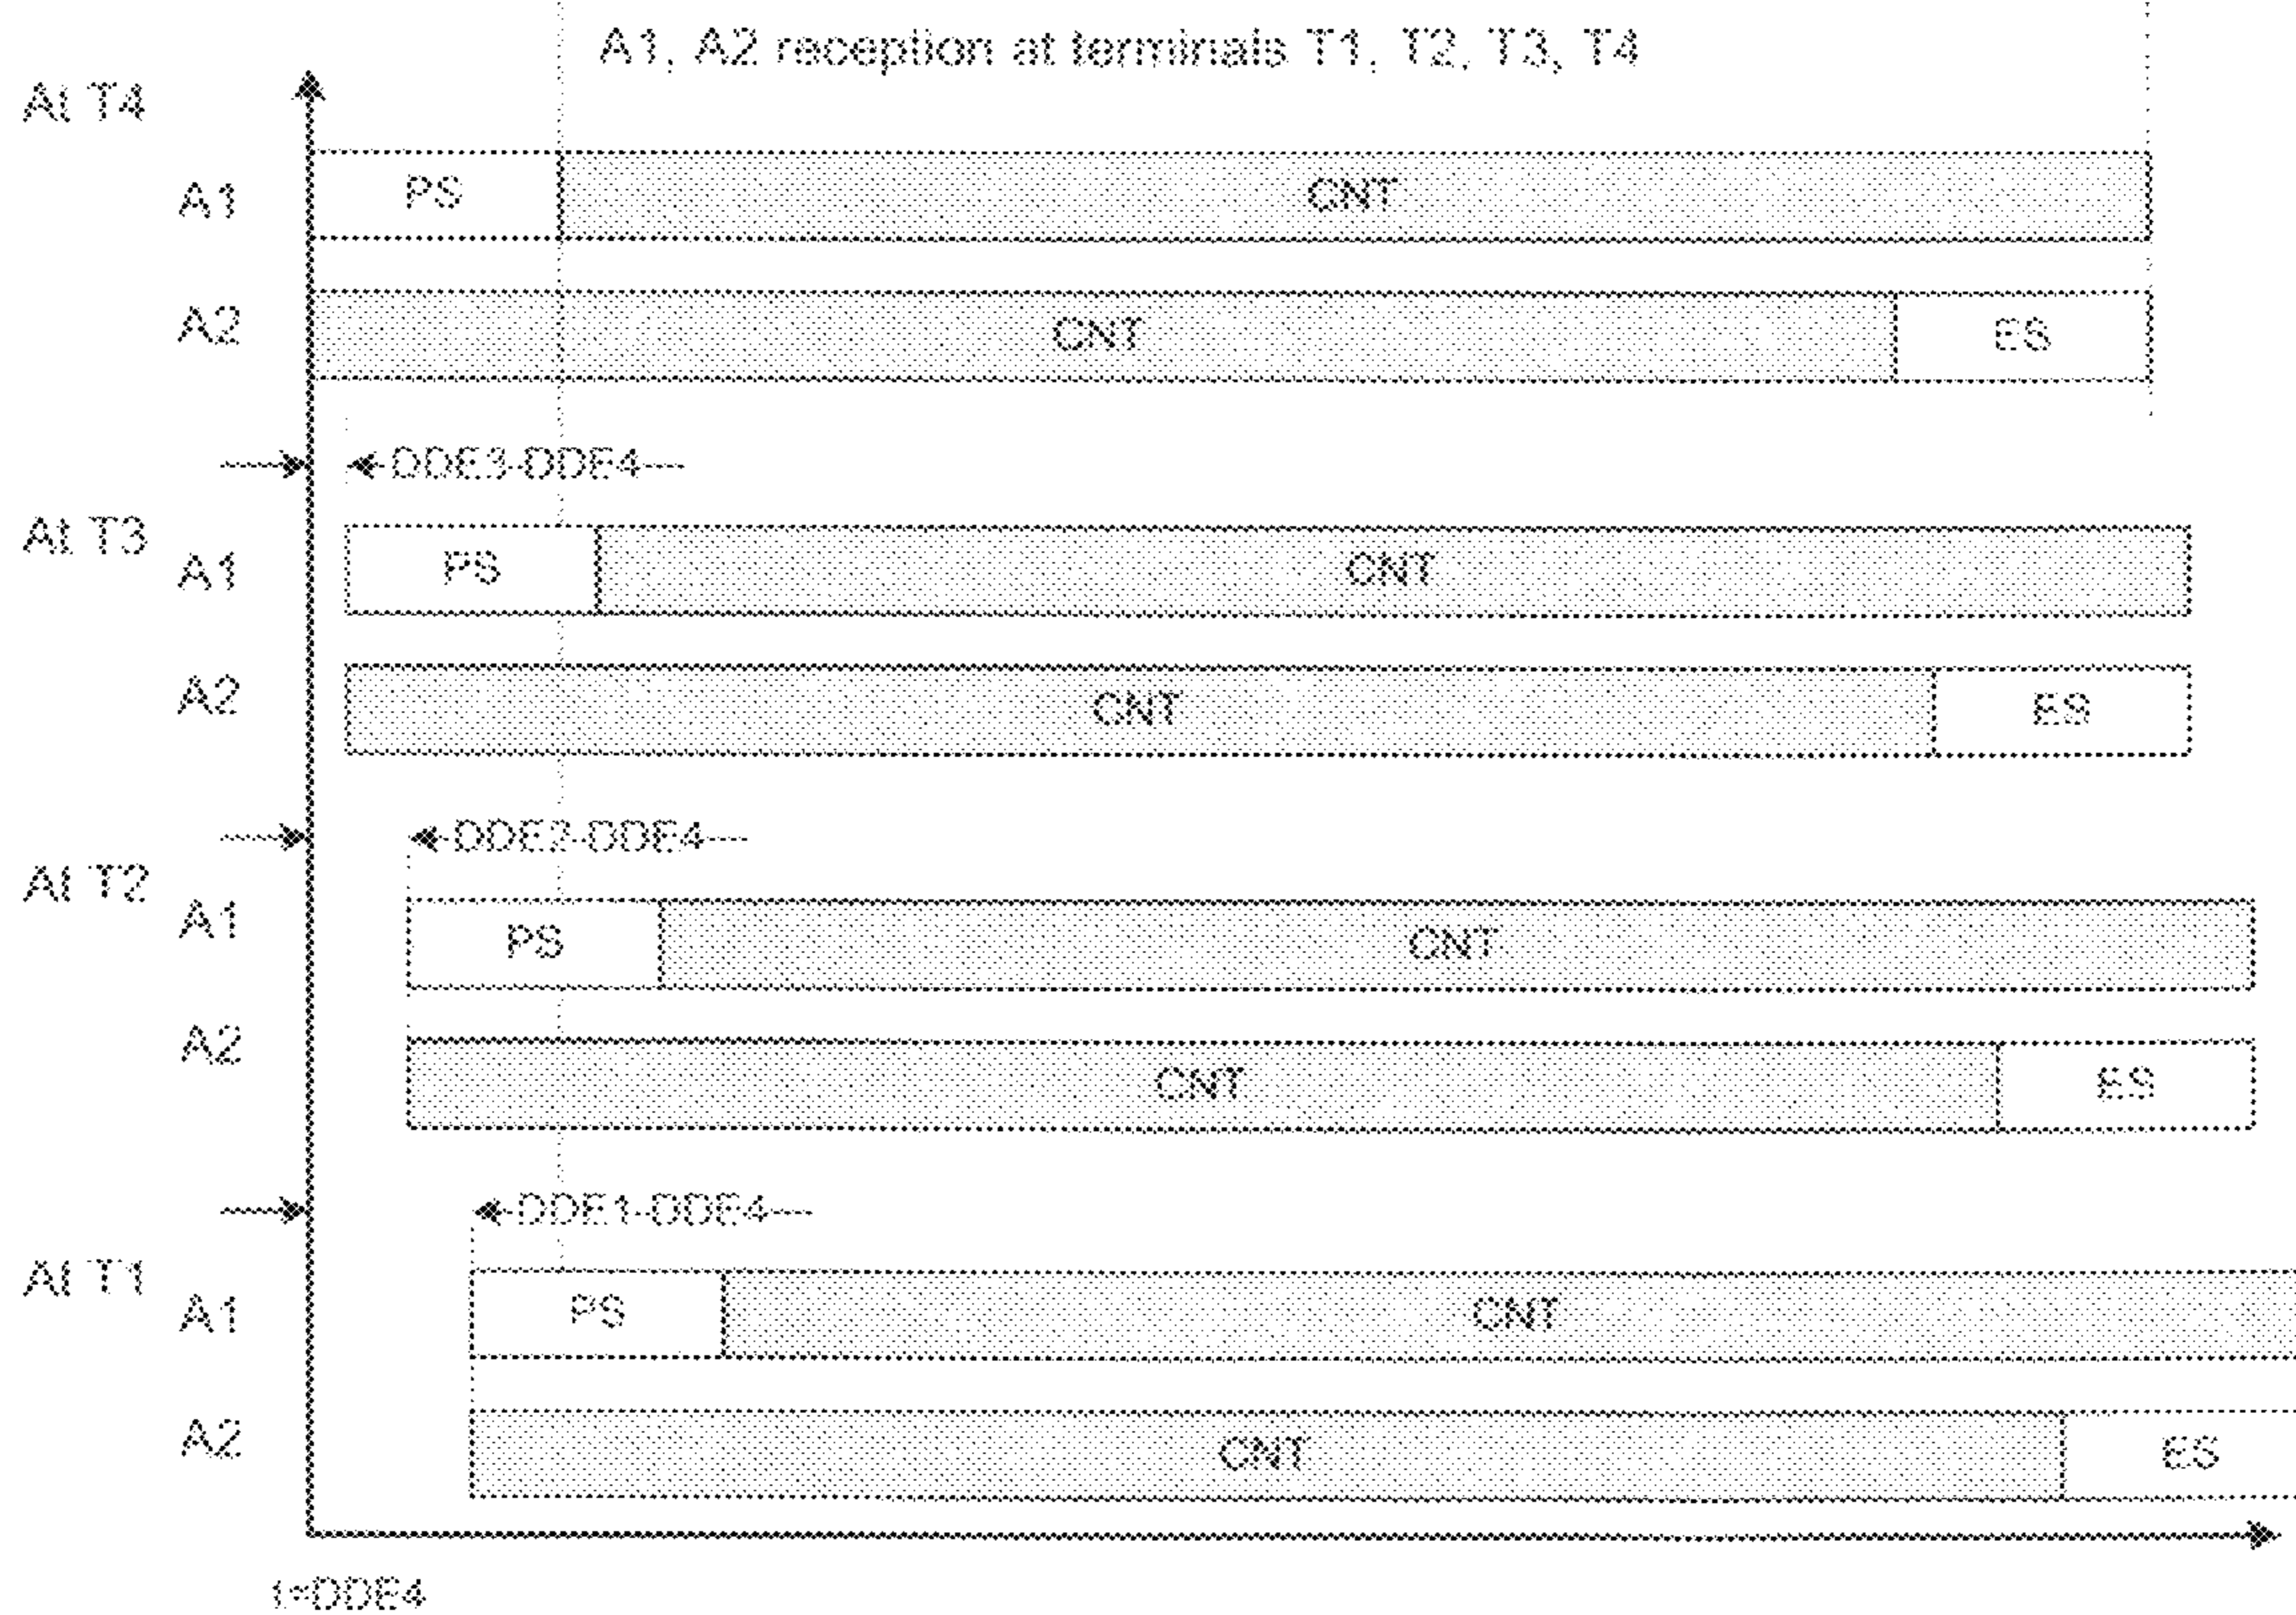 A1, A2 reception at terminals T1, T2, T3, T4
At T4
A1 PS CNT
A2 CNT ES
DDE3-DDE4
At T3
A1 PS CNT
A2 CNT ES
DDE2-DDE4
At T2
A1 PS CNT
A2 CNT ES
DDE1-DDE4
At T1
A1 PS CNT
A2 CNT ES
t=DDE4